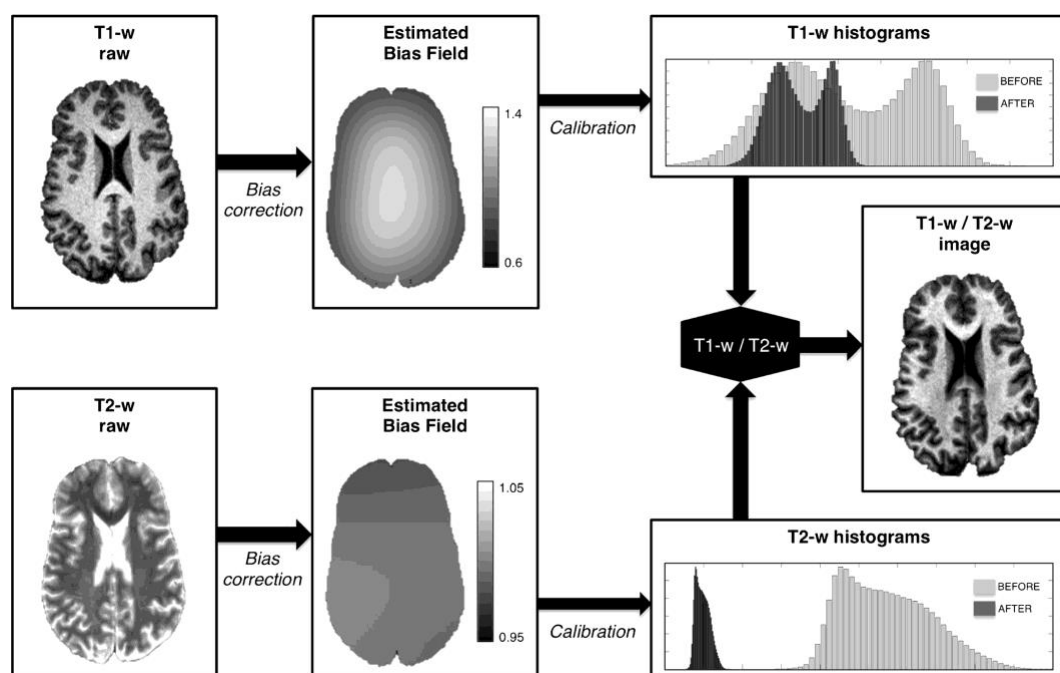 T1-w
raw
Bias
correction
Estimated
Bias Field
1.4
0.6
Calibration
T1-w histograms
BEFORE
AFTER
T1-w / T2-w
T1-w / T2-w
image
T2-w
raw
Bias
correction
Estimated
Bias Field
1.05
0.95
Calibration
T2-w histograms
BEFORE
AFTER